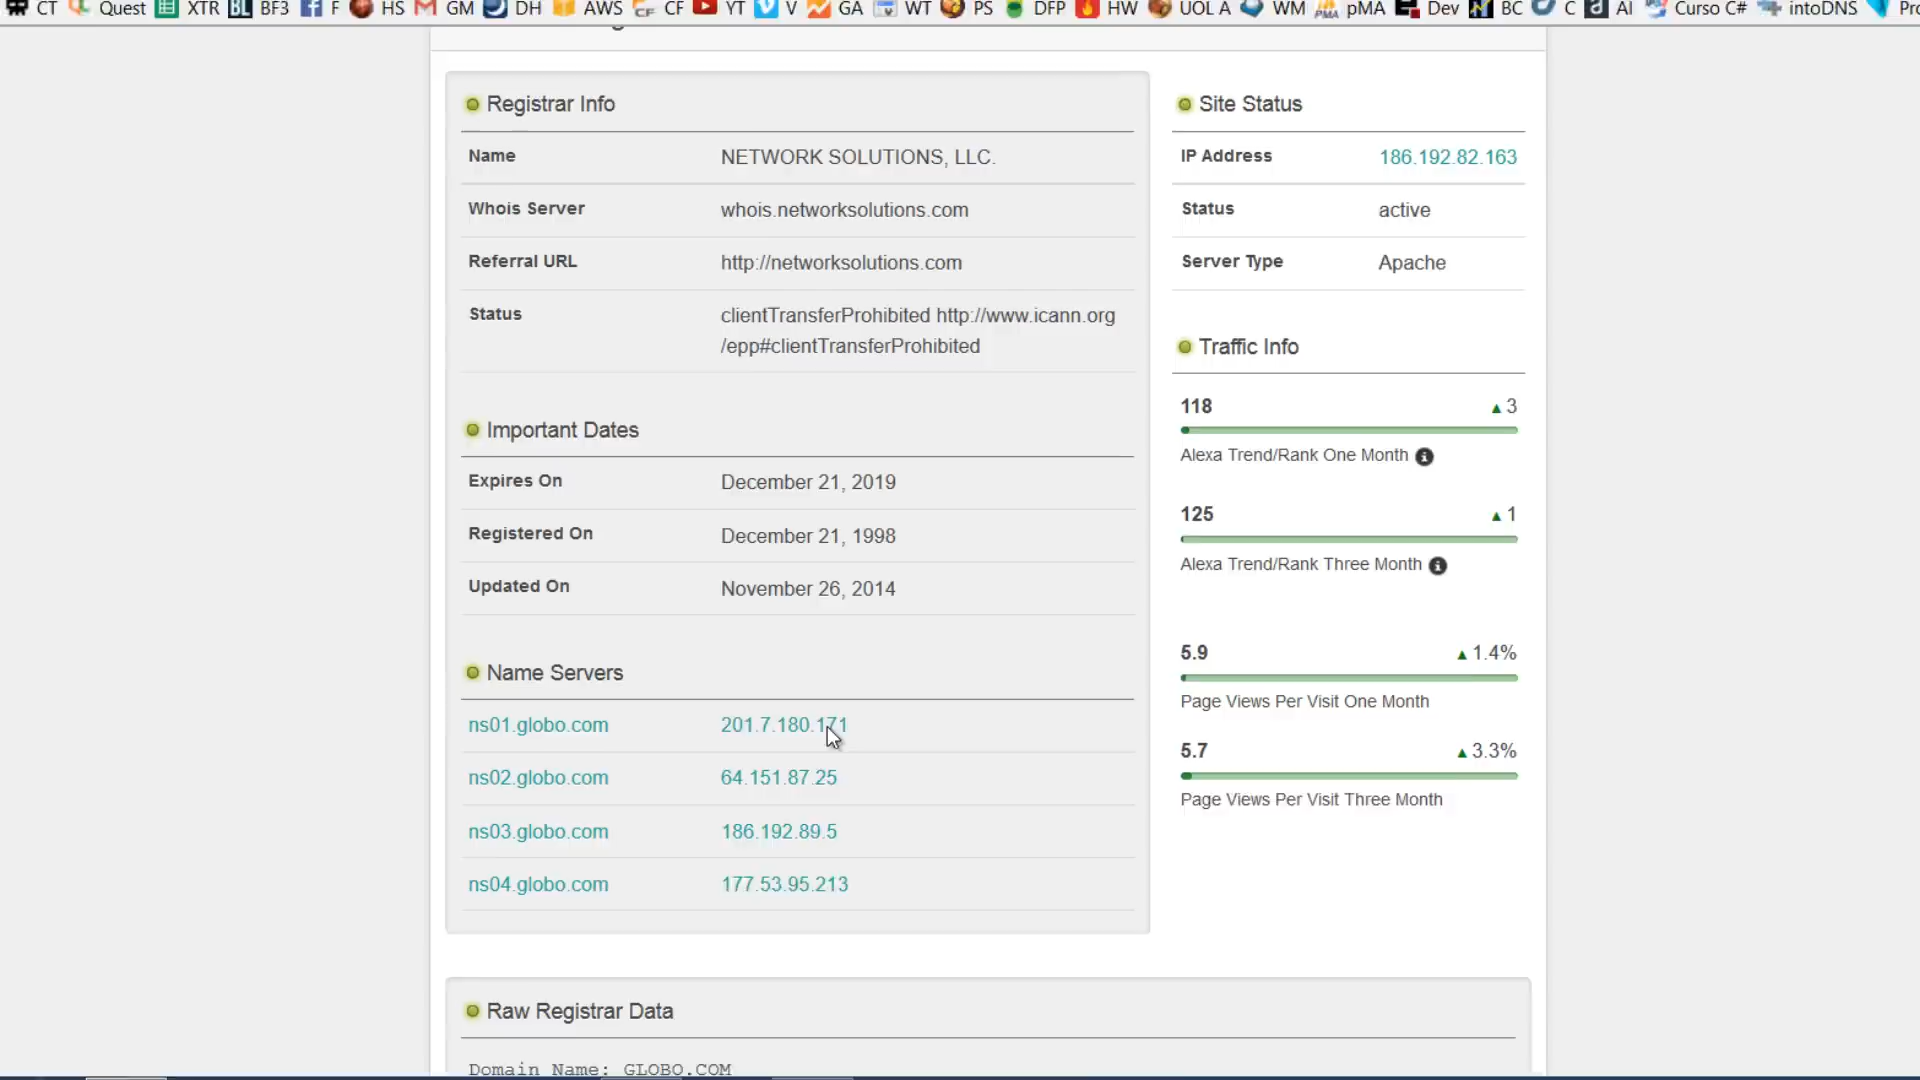 CT Quest XTR BF3 F HS GM DH AWS CF YT V GA WT PS DFP HW UOL A WM pMA Dev BC C AI Curso C# intoDNS
Registrar Info
Name NETWORK SOLUTIONS, LLC.
Whois Server whois.networksolutions.com
Referral URL http://networksolutions.com
Status clientTransferProhibited http://www.icann.org
/epp#clientTransferProhibited
Important Dates
Expires On December 21, 2019
Registered On December 21, 1998
Updated On November 26, 2014
Name Servers
ns01.globo.com 201.7.180.171
ns02.globo.com 64.151.87.25
ns03.globo.com 186.192.89.5
ns04.globo.com 177.53.95.213
Site Status
IP Address 186.192.82.163
Status active
Server Type Apache
Traffic Info
118 ▲3
Alexa Trend/Rank One Month
125 ▲1
Alexa Trend/Rank Three Month
5.9 ▲1.4%
Page Views Per Visit One Month
5.7 ▲3.3%
Page Views Per Visit Three Month
Raw Registrar Data
Domain Name: GLOBO.COM